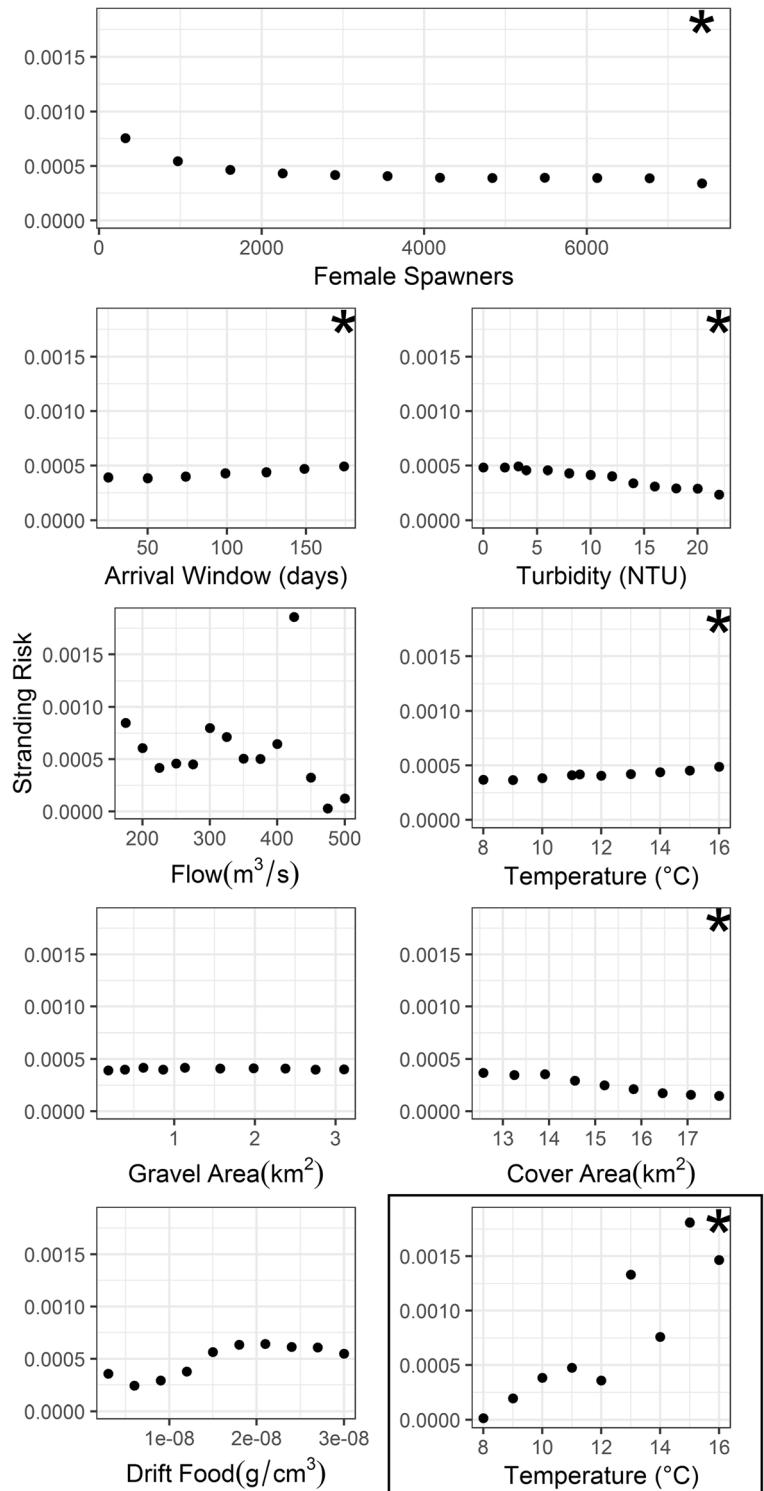 *
0.0015
0.0010
0.0005
0.0000
0 2000 4000 6000
Female Spawners
* *
0.0015 0.0015
0.0010 0.0010
0.0005 0.0005
0.0000 0.0000
50 100 150 0 5 10 15 20
Arrival Window (days) Turbidity (NTU)
Stranding Risk
*
0.0015 0.0015
0.0010 0.0010
0.0005 0.0005
0.0000 0.0000
200 300 400 500 8 10 12 14 16
Flow(m³/s) Temperature (°C)
*
0.0015 0.0015
0.0010 0.0010
0.0005 0.0005
0.0000 0.0000
1 2 3 13 14 15 16 17
Gravel Area(km²) Cover Area(km²)
*
0.0015 0.0015
0.0010 0.0010
0.0005 0.0005
0.0000 0.0000
1e-08 2e-08 3e-08 8 10 12 14 16
Drift Food(g/cm³) Temperature (°C)